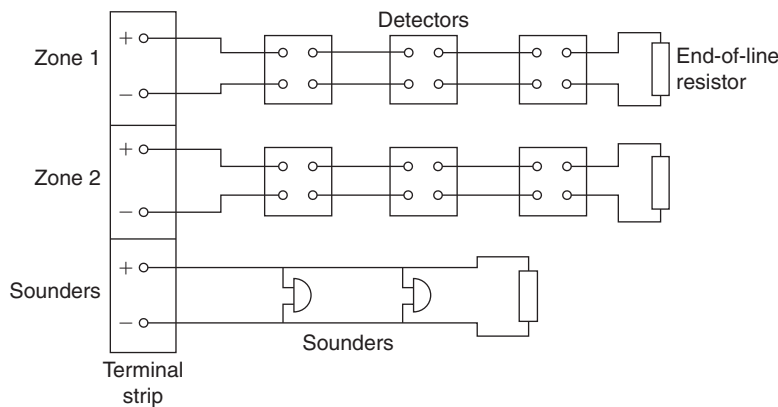 Detectors
Zone 1
+
−
End-of-line
resistor
Zone 2
+
−
Sounders
+
−
Sounders
Terminal
strip